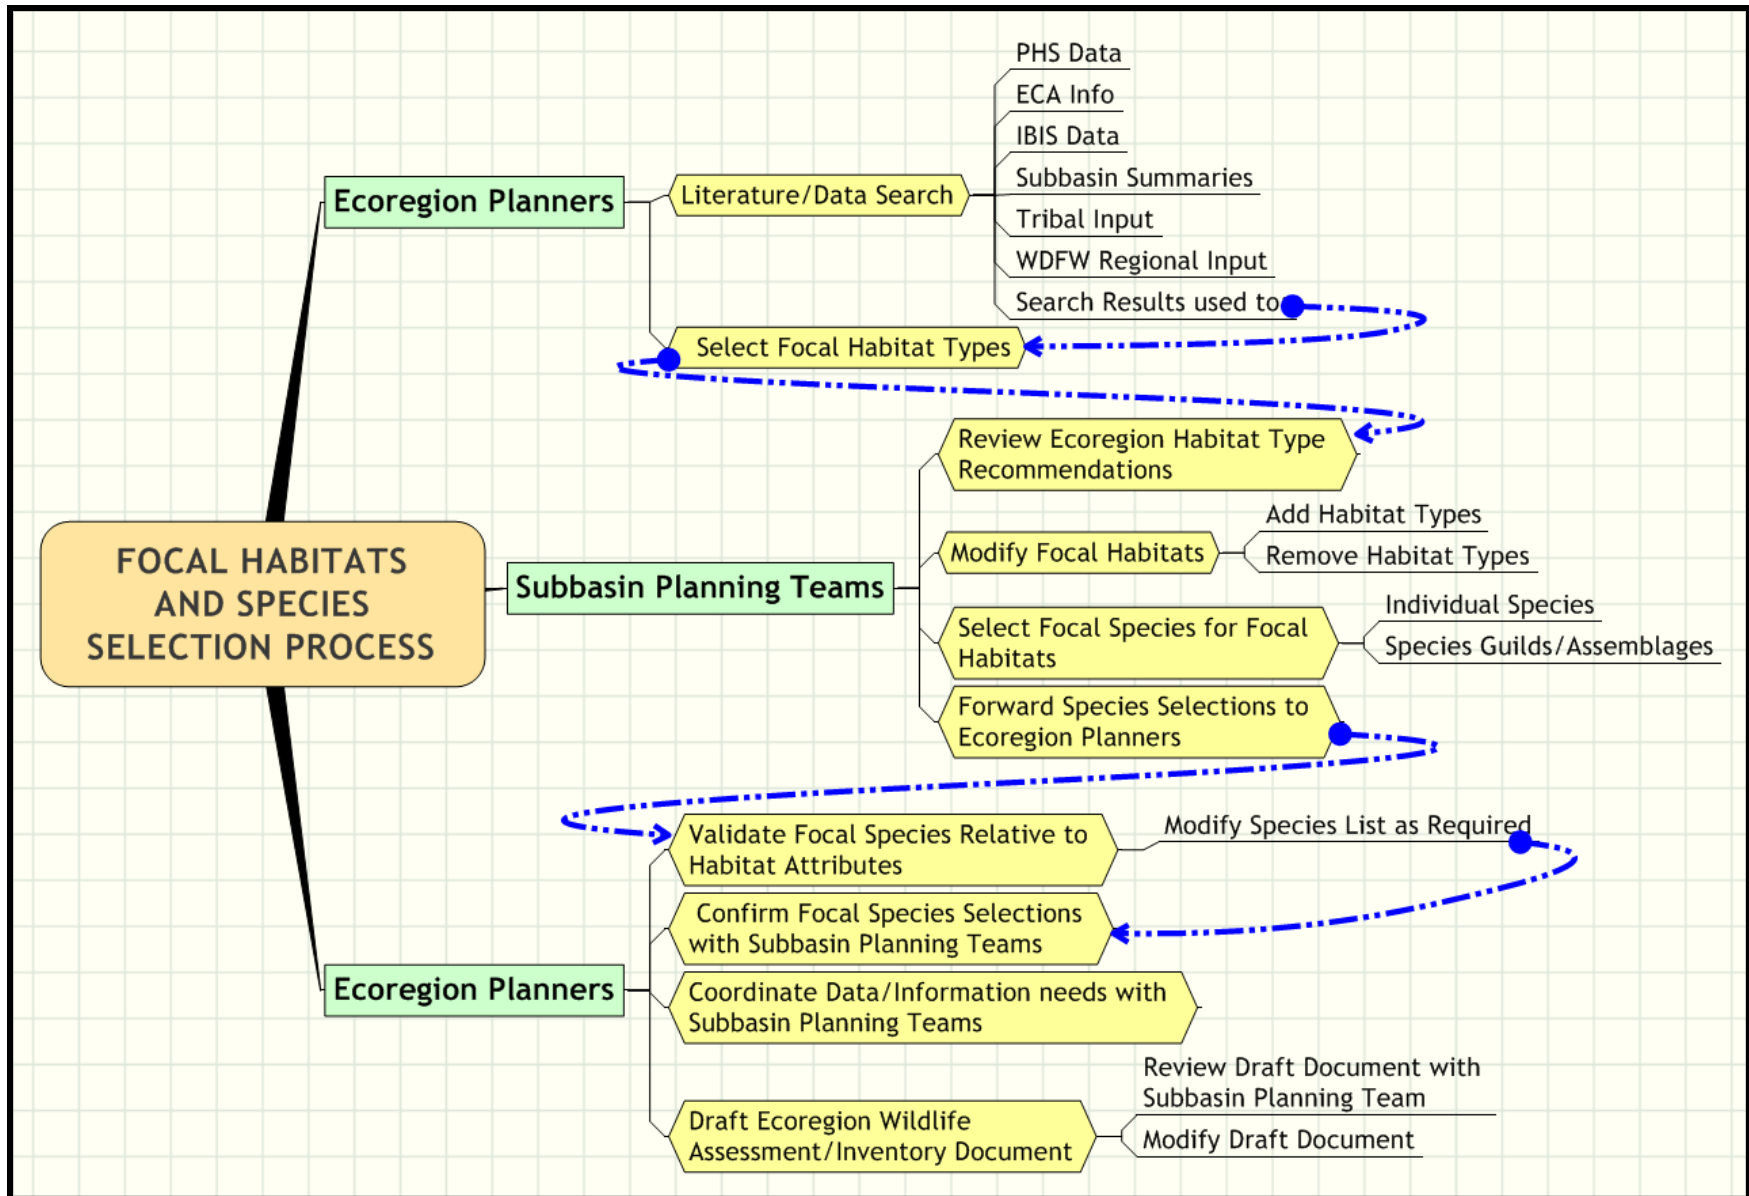 PHS Data
ECA Info
IBIS Data
Subbasin Summaries
Tribal Input
WDFW Regional Input
Search Results used to
Ecoregion Planners
Literature/Data Search
Select Focal Habitat Types
Review Ecoregion Habitat Type
Recommendations
Add Habitat Types
Remove Habitat Types
Modify Focal Habitats
FOCAL HABITATS
AND SPECIES
SELECTION PROCESS
Subbasin Planning Teams
Select Focal Species for Focal
Habitats
Individual Species
Species Guilds/Assemblages
Forward Species Selections to
Ecoregion Planners
Validate Focal Species Relative to
Habitat Attributes
Modify Species List as Required
Confirm Focal Species Selections
with Subbasin Planning Teams
Ecoregion Planners
Coordinate Data/Information needs with
Subbasin Planning Teams
Draft Ecoregion Wildlife
Assessment/Inventory Document
Review Draft Document with
Subbasin Planning Team
Modify Draft Document